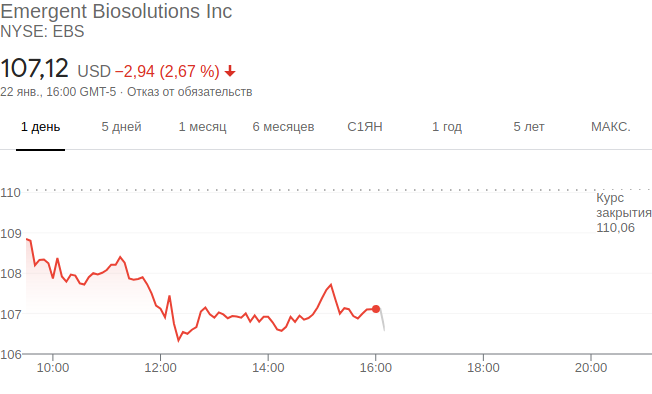 Emergent Biosolutions Inc
NYSE: EBS
107,12 USD −2,94 (2,67 %)
22 янв., 16:00 GMT-5 · Отказ от обязательств
1 день 5 дней 1 месяц 6 месяцев С1ЯН 1 год 5 лет МАКС.
110
Курс
закрытия
110,06
109
108
107
106
10:00 12:00 14:00 16:00 18:00 20:00